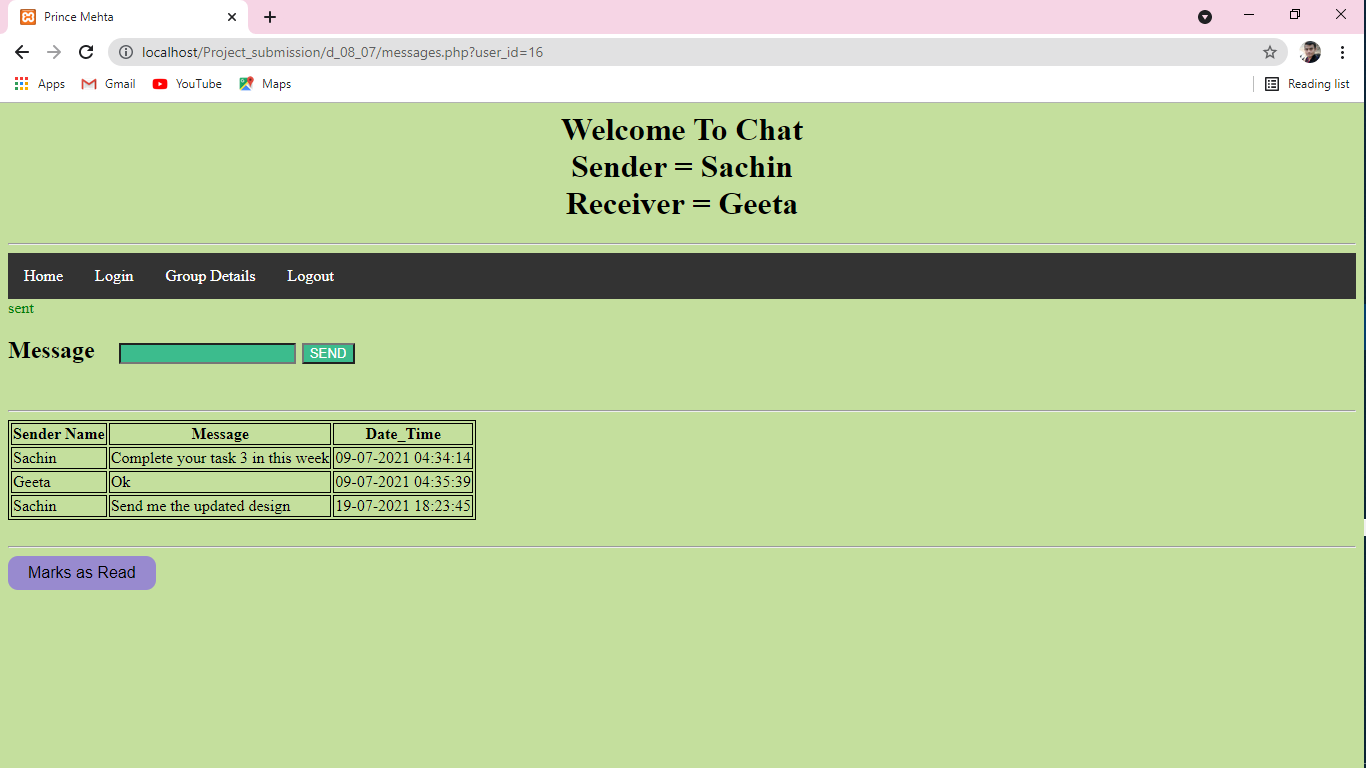 Prince Mehta
localhost/Project_submission/d_08_07/messages.php?user_id=16
Apps Gmail YouTube Maps Reading list
Welcome To Chat
Sender = Sachin
Receiver = Geeta
Home Login Group Details Logout
sent
Message SEND
Sender Name Message Date_Time
Sachin Complete your task 3 in this week 09-07-2021 04:34:14
Geeta Ok 09-07-2021 04:35:39
Sachin Send me the updated design 19-07-2021 18:23:45
Marks as Read